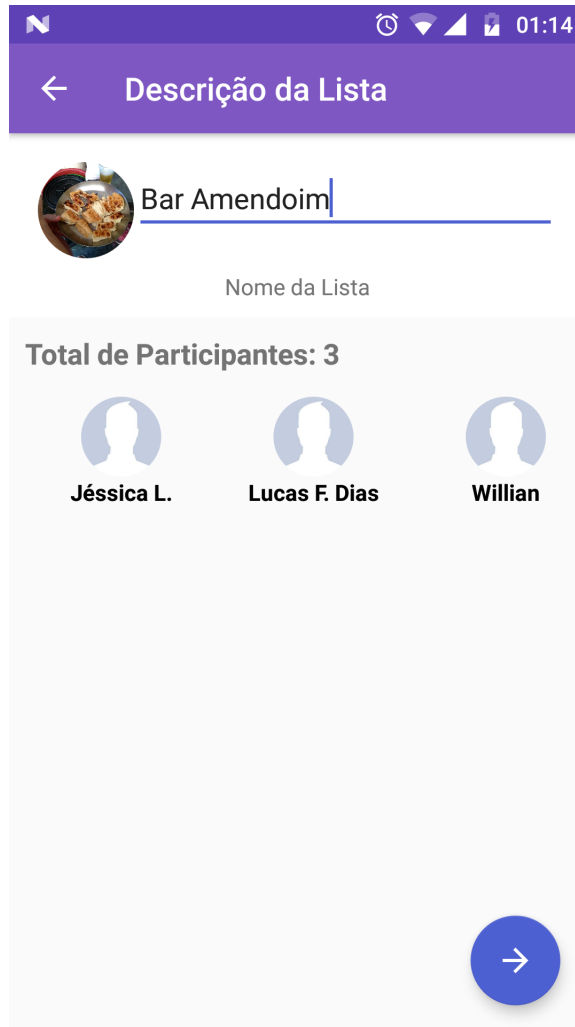 01:14
Descrição da Lista
Bar Amendoim
Nome da Lista
Total de Participantes: 3
Jéssica L. Lucas F. Dias Willian